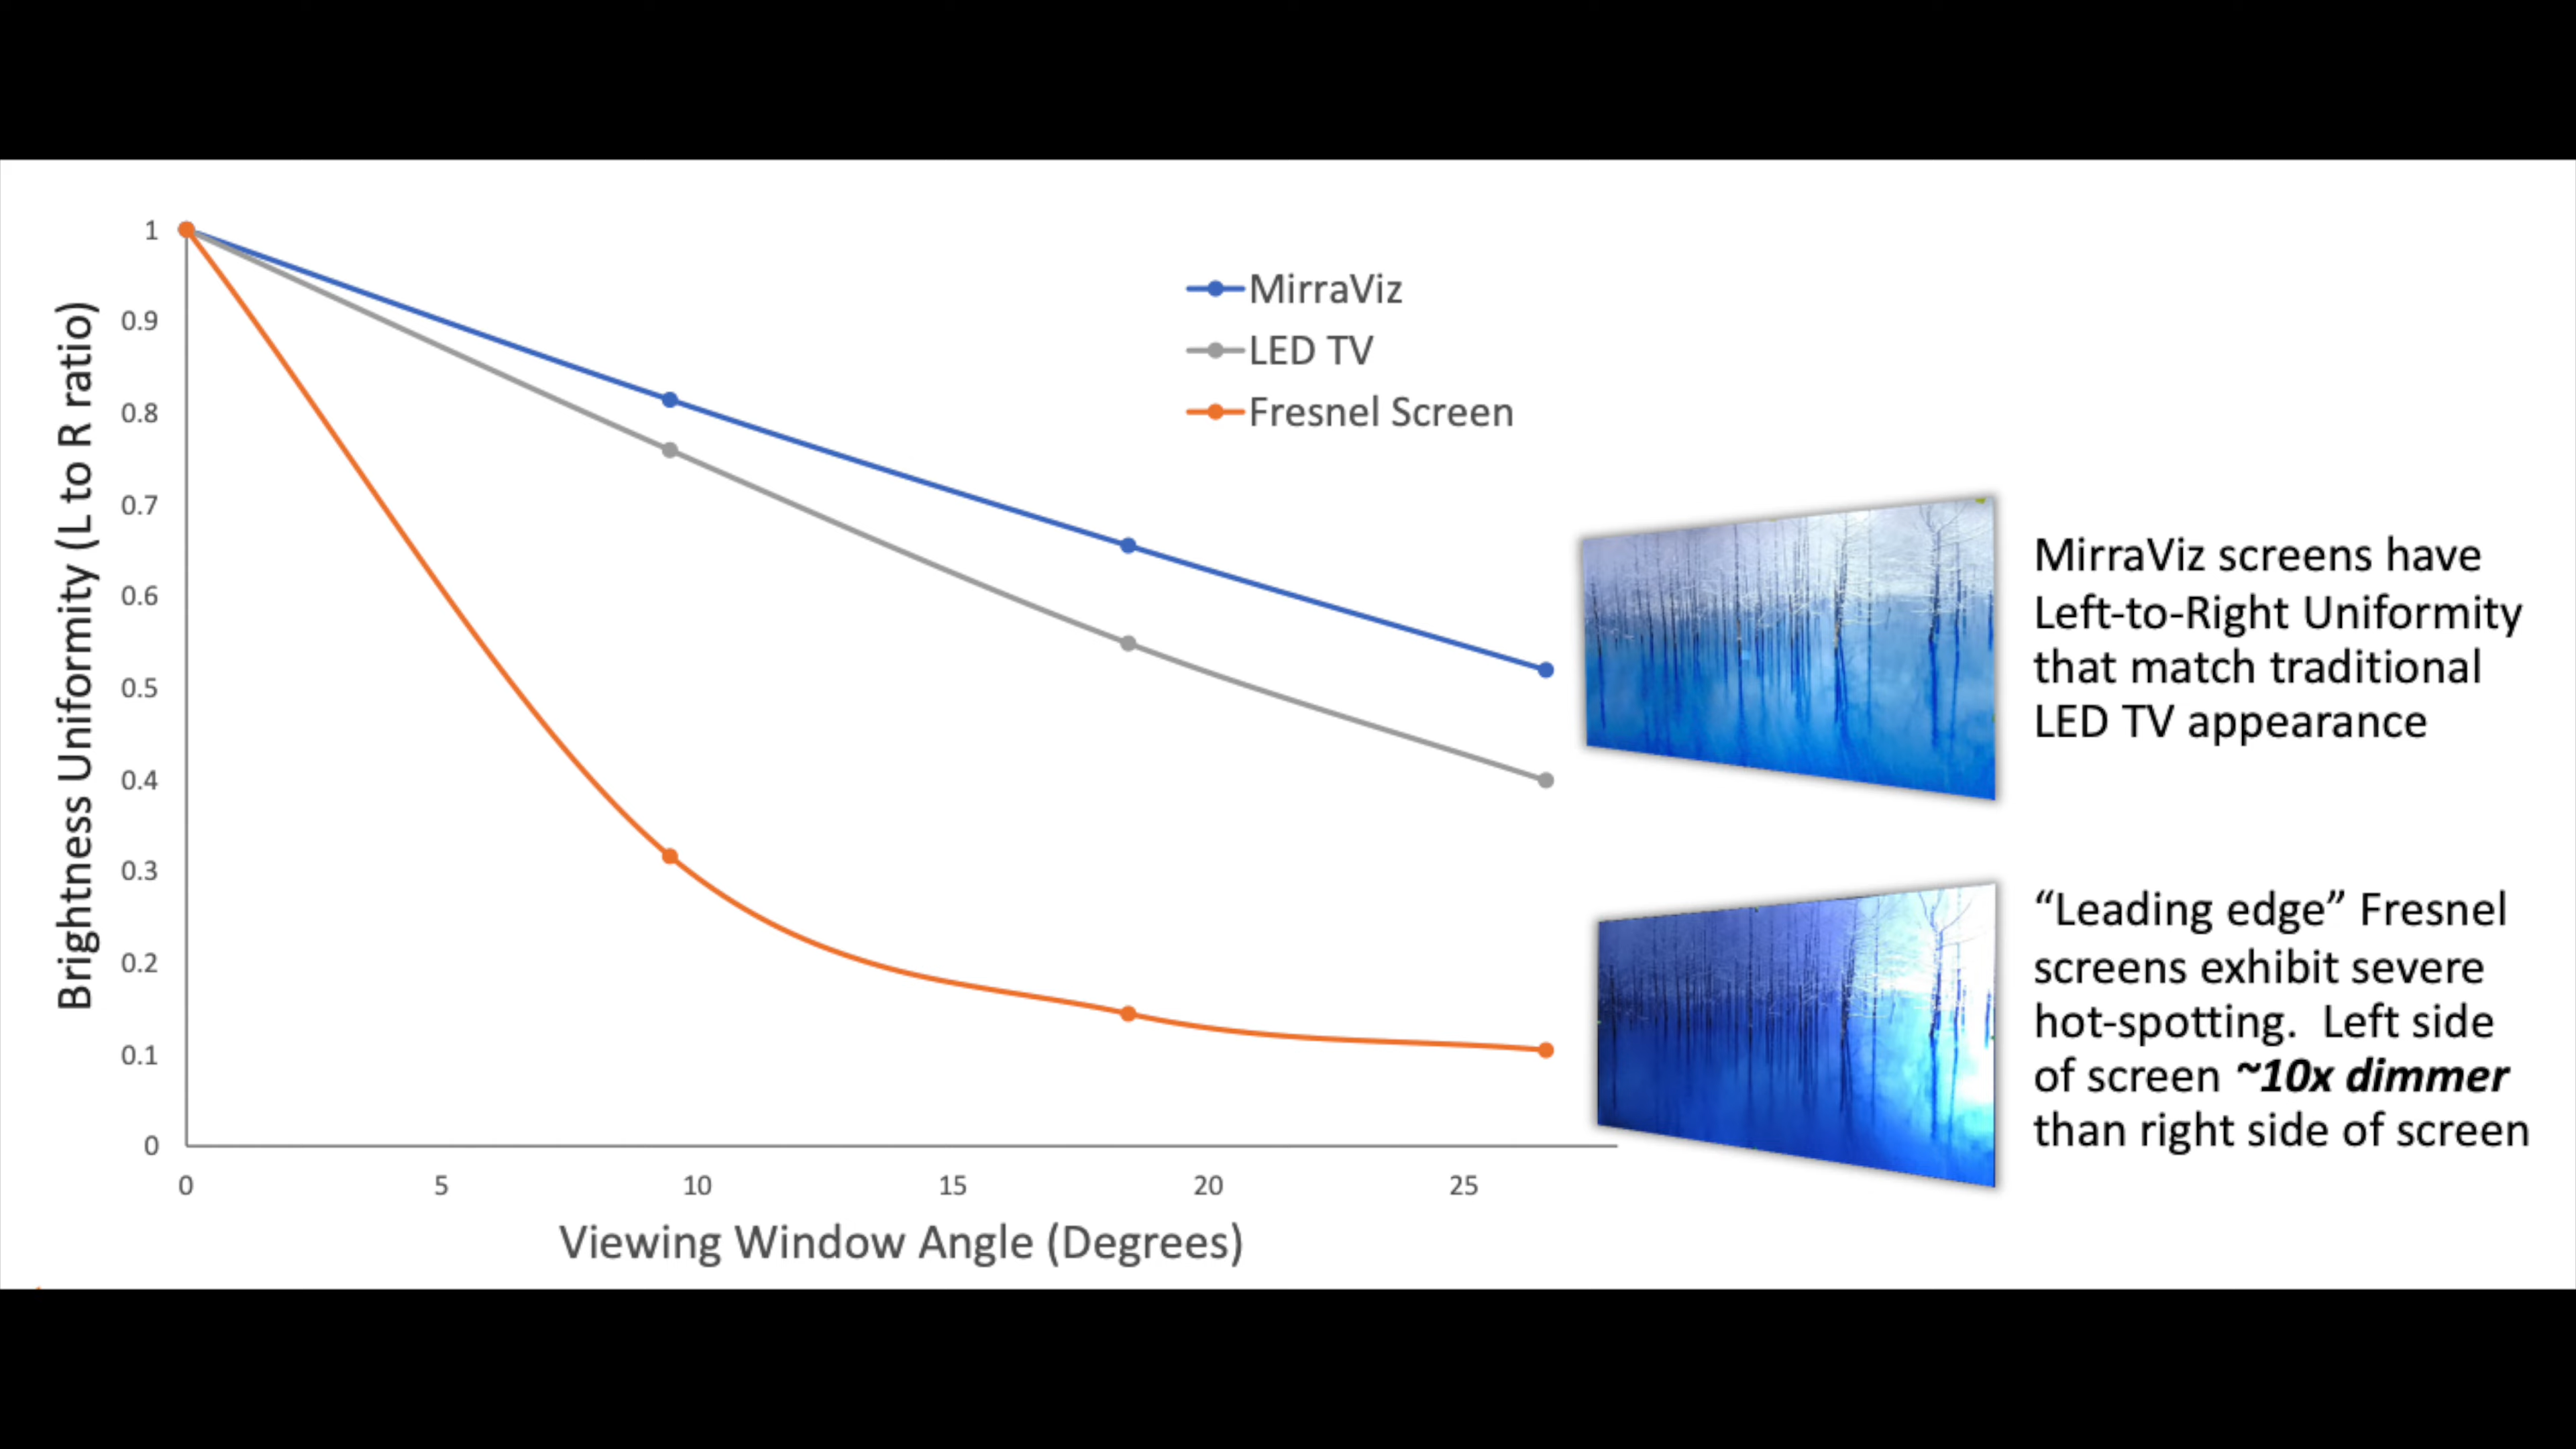 1
0.9
0.8
0.7
0.6
0.5
0.4
0.3
0.2
0.1
0
Brightness Uniformity (L to R ratio)
0 5 10 15 20 25
Viewing Window Angle (Degrees)
MirraViz
LED TV
Fresnel Screen
MirraViz screens have
Left-to-Right Uniformity
that match traditional
LED TV appearance
“Leading edge” Fresnel
screens exhibit severe
hot-spotting.  Left side
of screen ~10x dimmer
than right side of screen